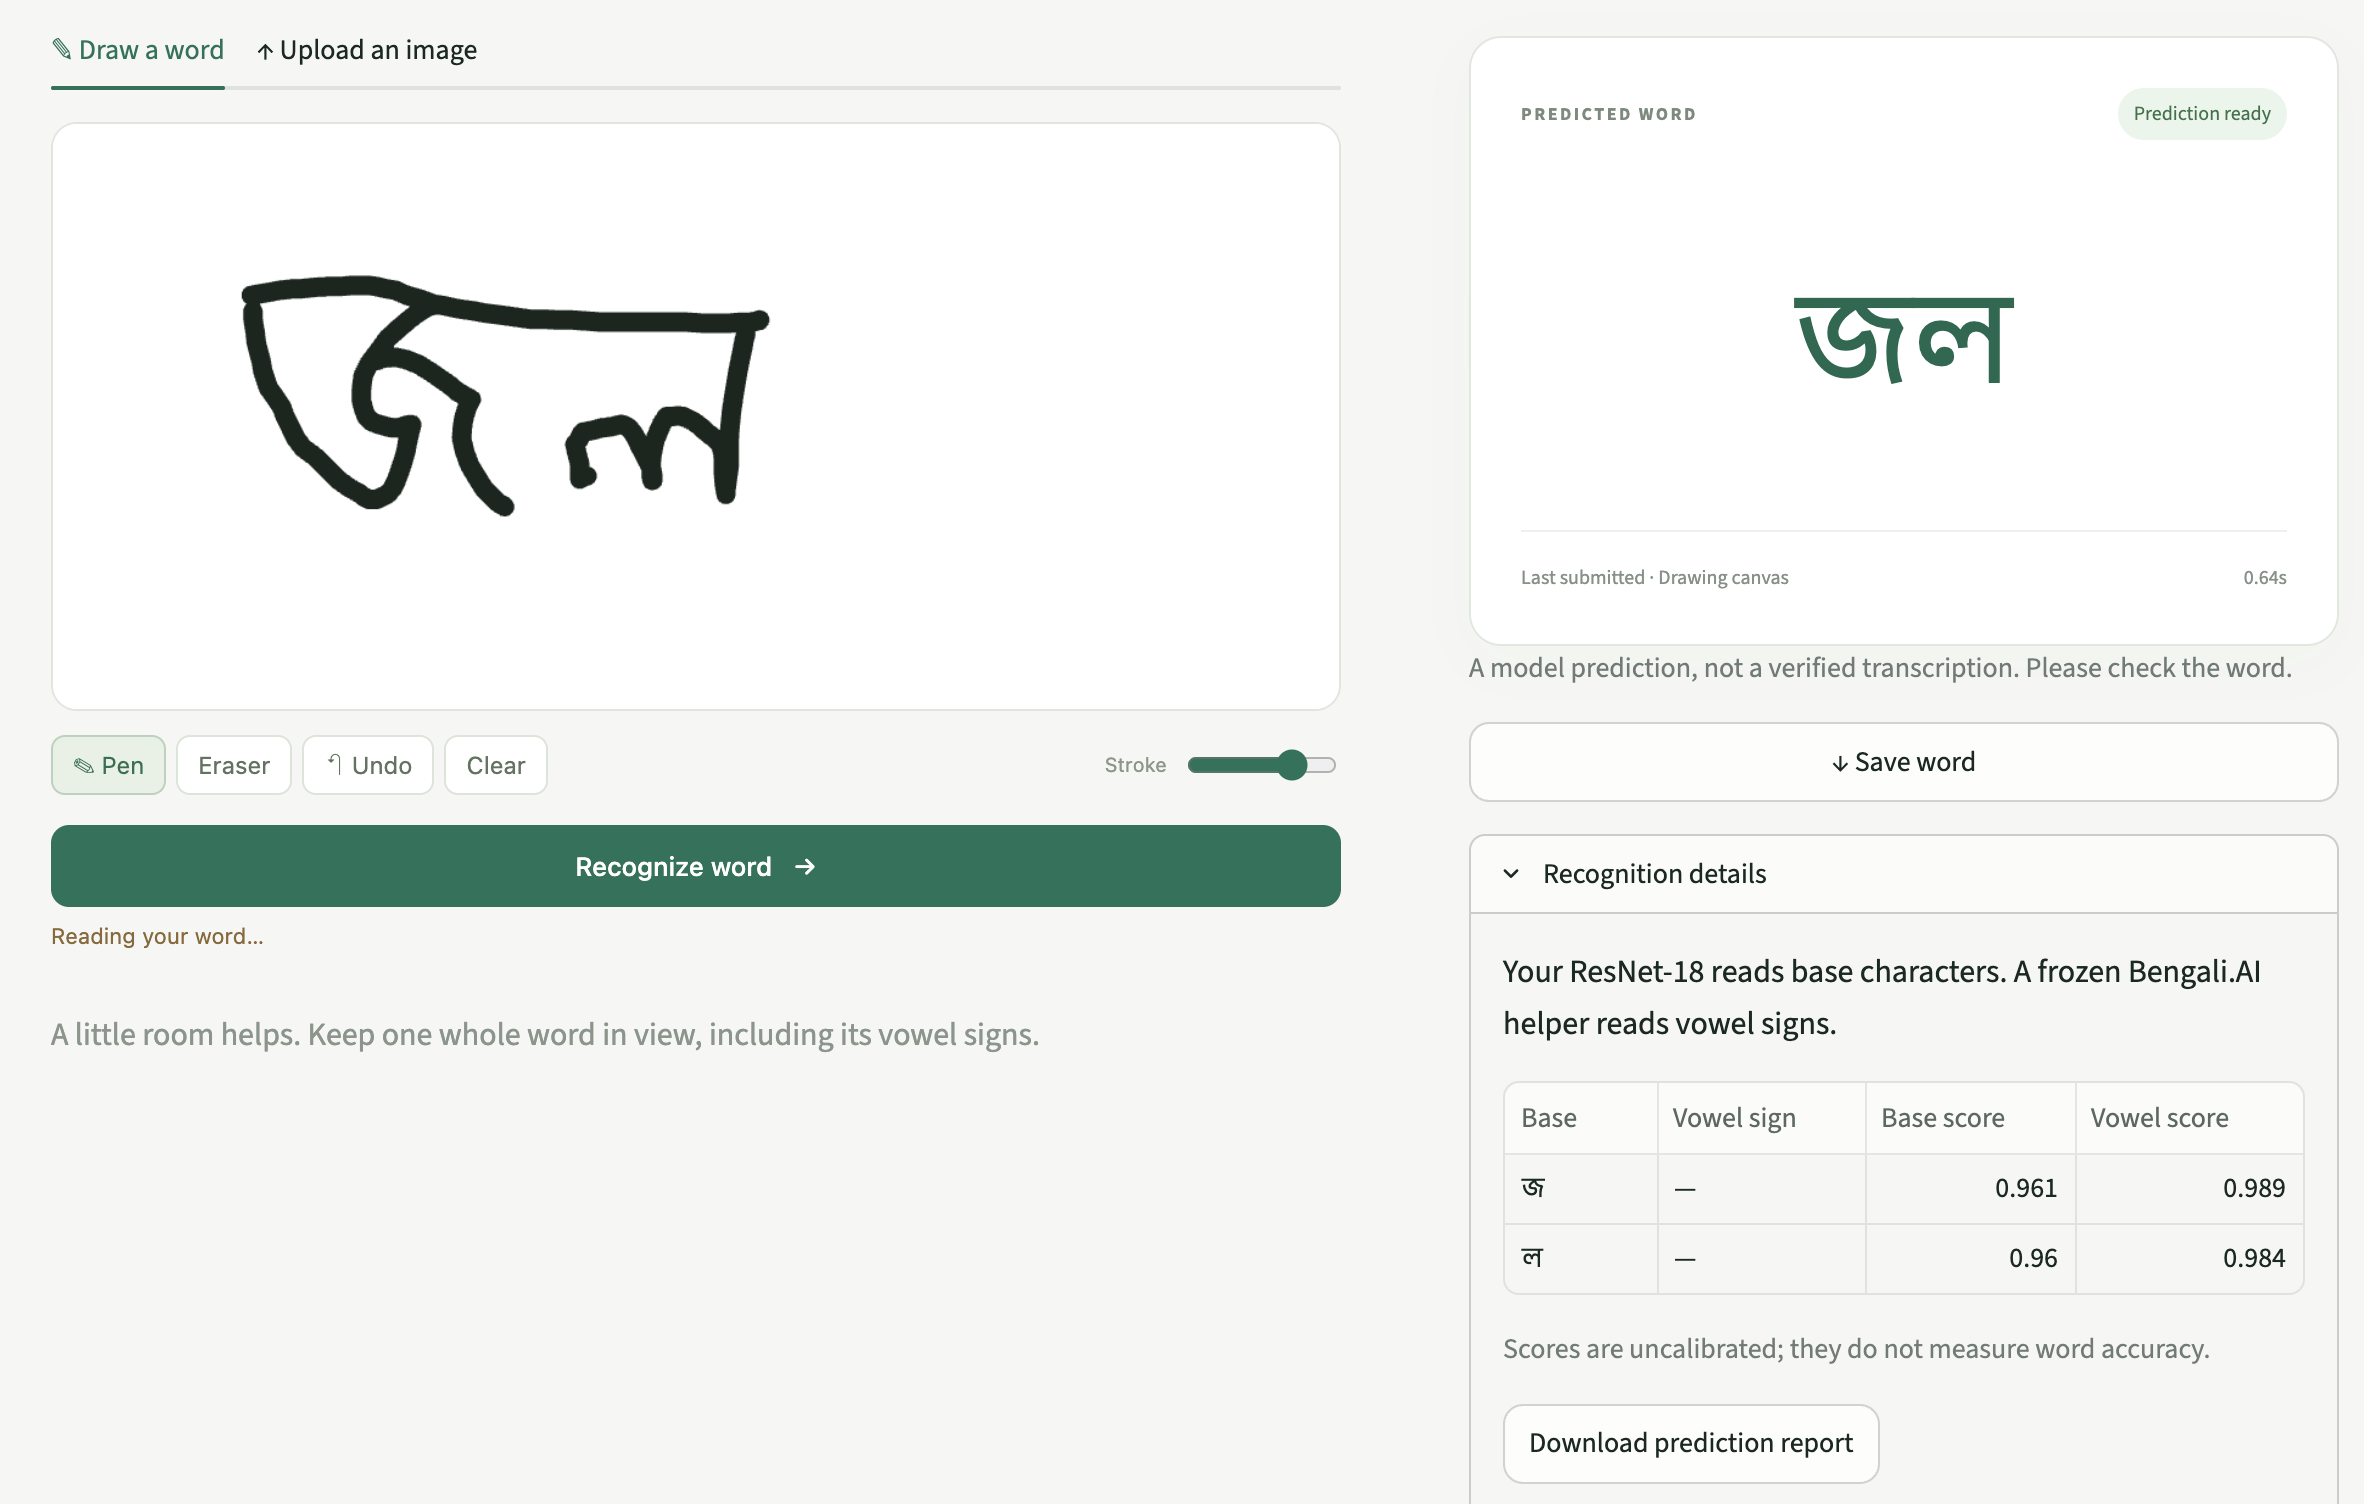 ✎ Draw a word ↑ Upload an image
জল
✎ Pen Eraser Undo Clear Stroke
Recognize word →
Reading your word...
A little room helps. Keep one whole word in view, including its vowel signs.
PREDICTED WORD Prediction ready
জল
Last submitted · Drawing canvas 0.64s
A model prediction, not a verified transcription. Please check the word.
↓ Save word
Recognition details
Your ResNet-18 reads base characters. A frozen Bengali.AI
helper reads vowel signs.
Base Vowel sign Base score Vowel score
জ — 0.961 0.989
ল — 0.96 0.984
Scores are uncalibrated; they do not measure word accuracy.
Download prediction report